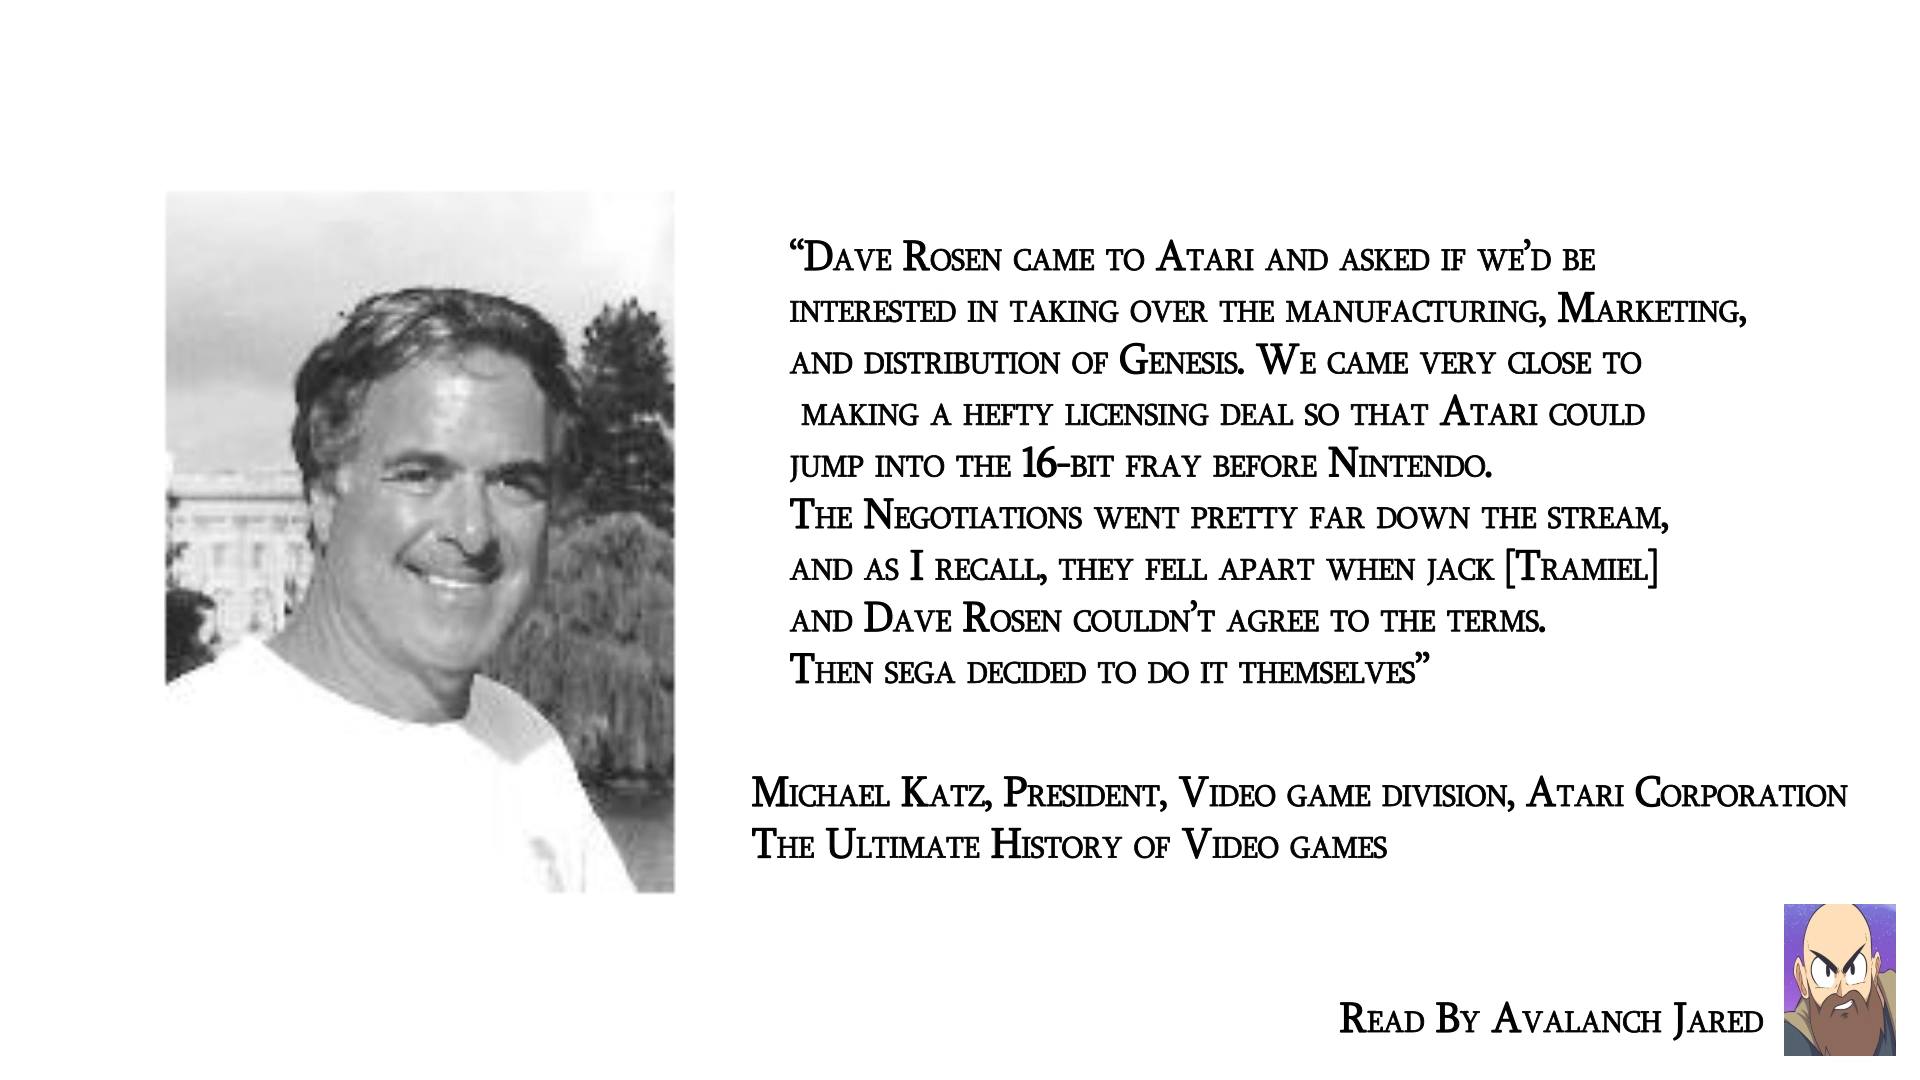 “Dave Rosen came to Atari and asked if we’d be
interested in taking over the manufacturing, Marketing,
and distribution of Genesis. We came very close to
making a hefty licensing deal so that Atari could
jump into the 16-bit fray before Nintendo.
The Negotiations went pretty far down the stream,
and as I recall, they fell apart when jack [Tramiel]
and Dave Rosen couldn’t agree to the terms.
Then sega decided to do it themselves”
Michael Katz, President, Video game division, Atari Corporation
The Ultimate History of Video games
Read By Avalanch Jared